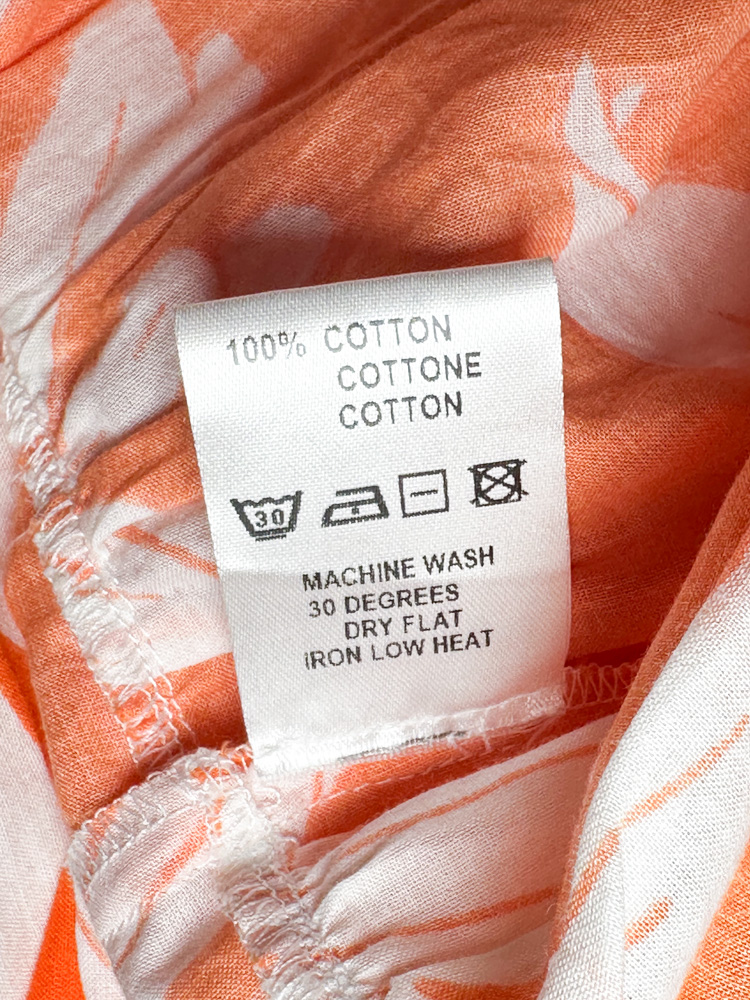 100% COTTON
COTTONE
COTTON
30
MACHINE WASH
30 DEGREES
DRY FLAT
IRON LOW HEAT